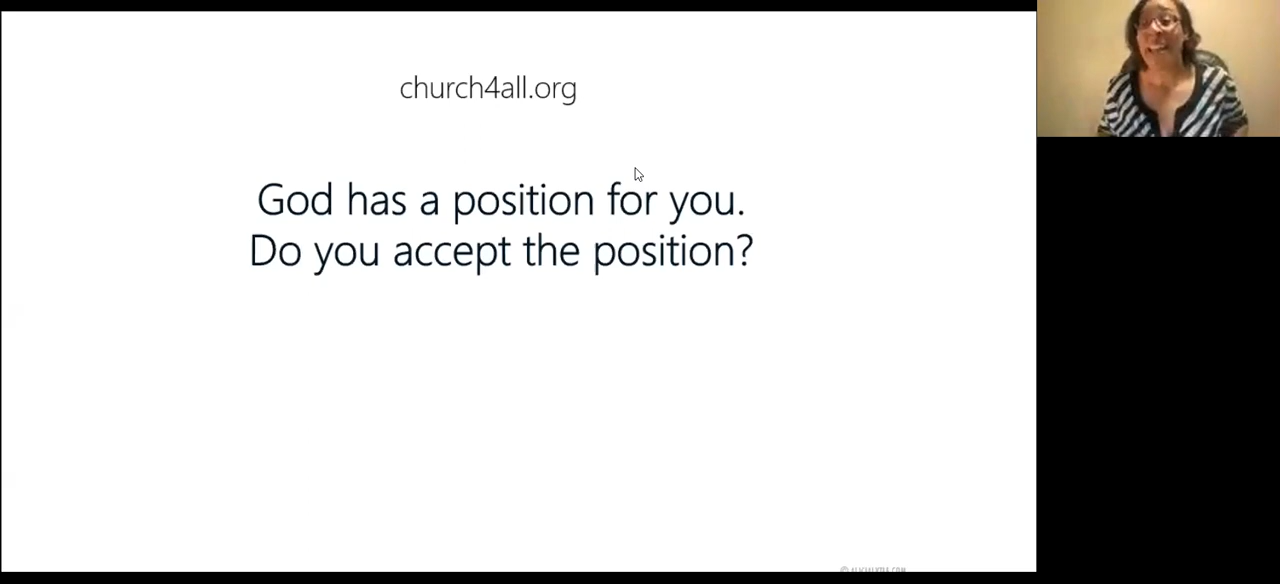 church4all.org
God has a position for you.
Do you accept the position?